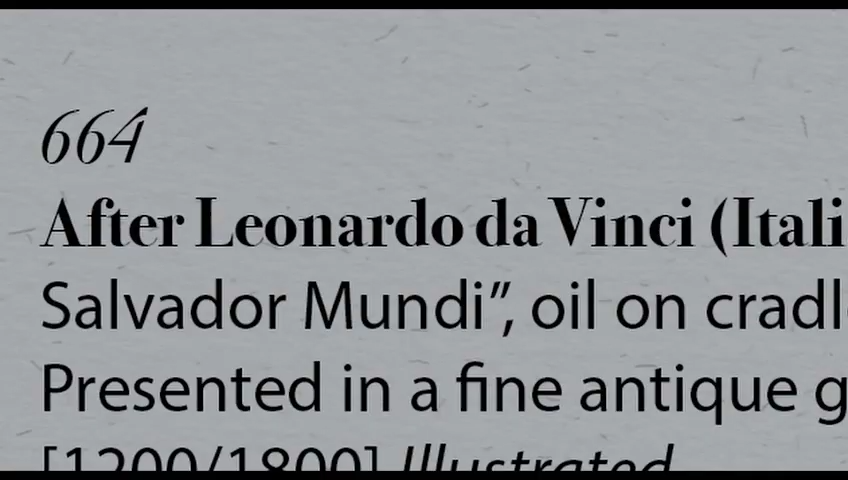 664
After Leonardo da Vinci (Itali
Salvador Mundi”, oil on cradl
Presented in a fine antique g
[1200/1800] Illustrated